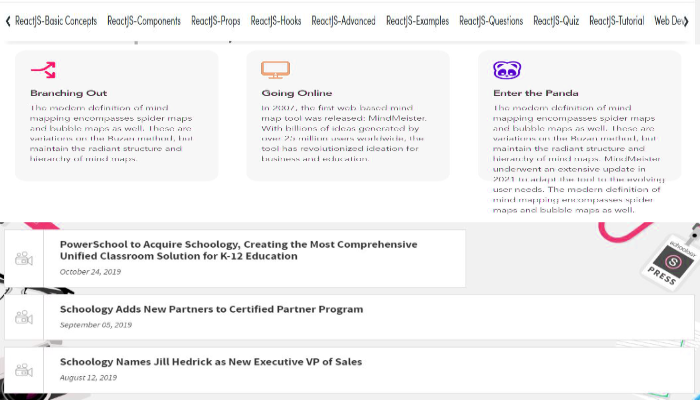 ReactJS-Basic Concepts ReactJS-Components ReactJS-Props ReactJS-Hooks ReactJS-Advanced ReactJS-Examples ReactJS-Questions ReactJS-Quiz ReactJS-Tutorial Web Dev
Branching Out
The modern definition of mind
mapping encompasses spider maps
and bubble maps as well. These are
variations on the Buzan method, but
maintain the radiant structure and
hierarchy of mind maps.
Going Online
In 2007, the first web-based mind
map tool was released: MindMeister.
With billions of ideas generated by
over 25 million users worldwide, the
tool has revolutionized ideation for
business and education.
Enter the Panda
The modern definition of mind
mapping encompasses spider maps
and bubble maps as well. These are
variations on the Buzan method, but
maintain the radiant structure and
hierarchy of mind maps. MindMeister
underwent an extensive update in
2021 to adapt the tool to the evolving
user needs. The modern definition of
mind mapping encompasses spider
maps and bubble maps as well.
PowerSchool to Acquire Schoology, Creating the Most Comprehensive
Unified Classroom Solution for K-12 Education
October 24, 2019
Schoology Adds New Partners to Certified Partner Program
September 05, 2019
Schoology Names Jill Hedrick as New Executive VP of Sales
August 12, 2019
schoology
S
PRESS